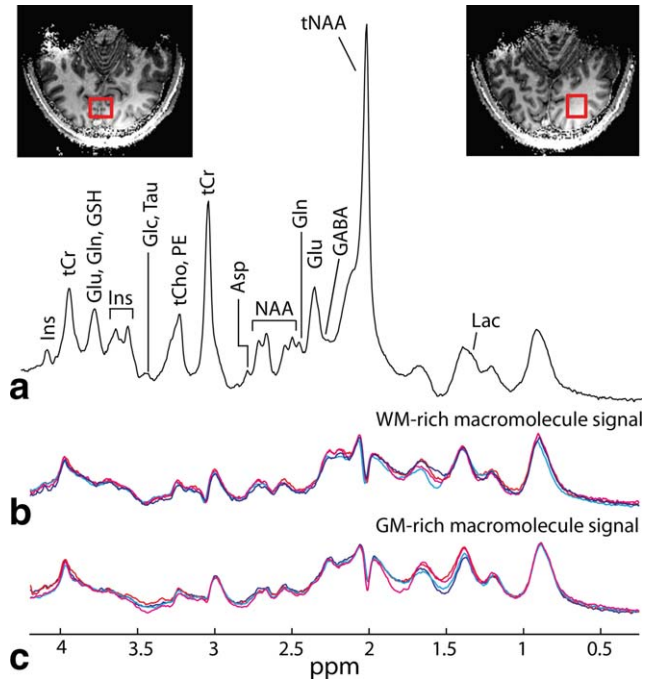 tNAA
tCr
Glu, Gln, GSH
Ins
Glc, Tau
tCho, PE
tCr
Gln
Glu
GABA
Asp
NAA
Ins
Lac
a
WM-rich macromolecule signal
b
GM-rich macromolecule signal
c
4 3.5 3 2.5 2 1.5 1 0.5
ppm